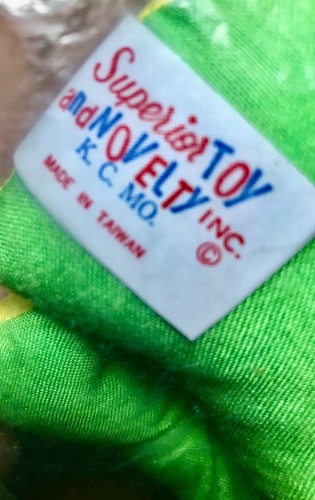 Superior TOY
and NOVELTY INC.
K. C. MO. ©
MADE IN TAIWAN